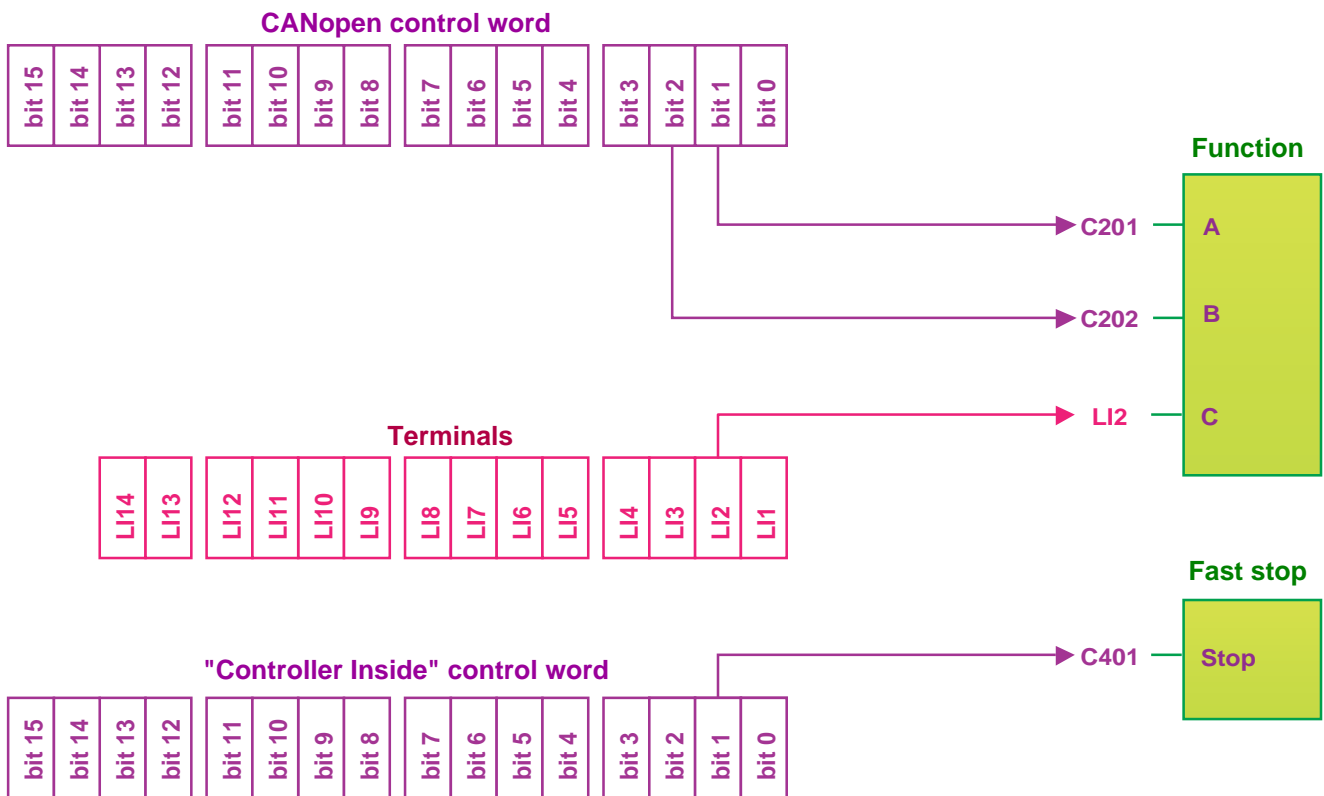 CANopen control word
bit 15 bit 14 bit 13 bit 12 bit 11 bit 10 bit 9 bit 8 bit 7 bit 6 bit 5 bit 4 bit 3 bit 2 bit 1 bit 0
Function
C201 A
C202 B
LI2 C
Terminals
LI14 LI13 LI12 LI11 LI10 LI9 LI8 LI7 LI6 LI5 LI4 LI3 LI2 LI1
Fast stop
C401 Stop
"Controller Inside" control word
bit 15 bit 14 bit 13 bit 12 bit 11 bit 10 bit 9 bit 8 bit 7 bit 6 bit 5 bit 4 bit 3 bit 2 bit 1 bit 0